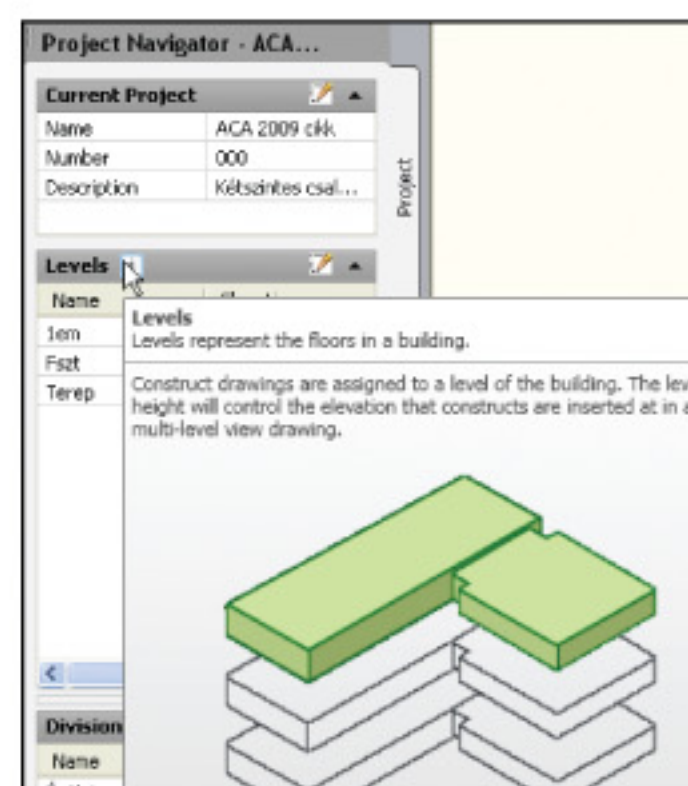 Project Navigator - ACA...
Current Project
Name ACA 2009 cikk
Number 000
Description Kétszintes csal...
Project
Levels
Name
1em
Fszt
Terep
Levels
Levels represent the floors in a building.
Construct drawings are assigned to a level of the building. The lev
height will control the elevation that constructs are inserted at in a
multi-level view drawing.
Division
Name